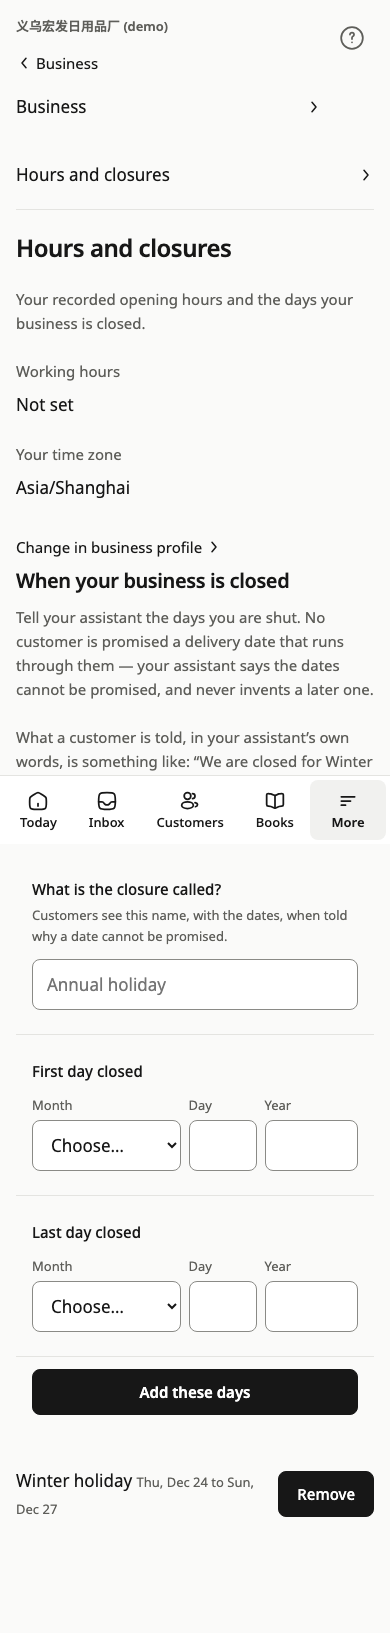 义乌宏发日用品厂 (demo)
Business
Business
Hours and closures
Hours and closures
Your recorded opening hours and the days your
business is closed.
Working hours
Not set
Your time zone
Asia/Shanghai
Change in business profile
When your business is closed
Tell your assistant the days you are shut. No
customer is promised a delivery date that runs
through them — your assistant says the dates
cannot be promised, and never invents a later one.
What a customer is told, in your assistant’s own
words, is something like: “We are closed for Winter
Today Inbox Customers Books More
What is the closure called?
Customers see this name, with the dates, when told
why a date cannot be promised.
Annual holiday
First day closed
Month Day Year
Choose...
Last day closed
Month Day Year
Choose...
Add these days
Winter holiday Thu, Dec 24 to Sun,
Dec 27
Remove